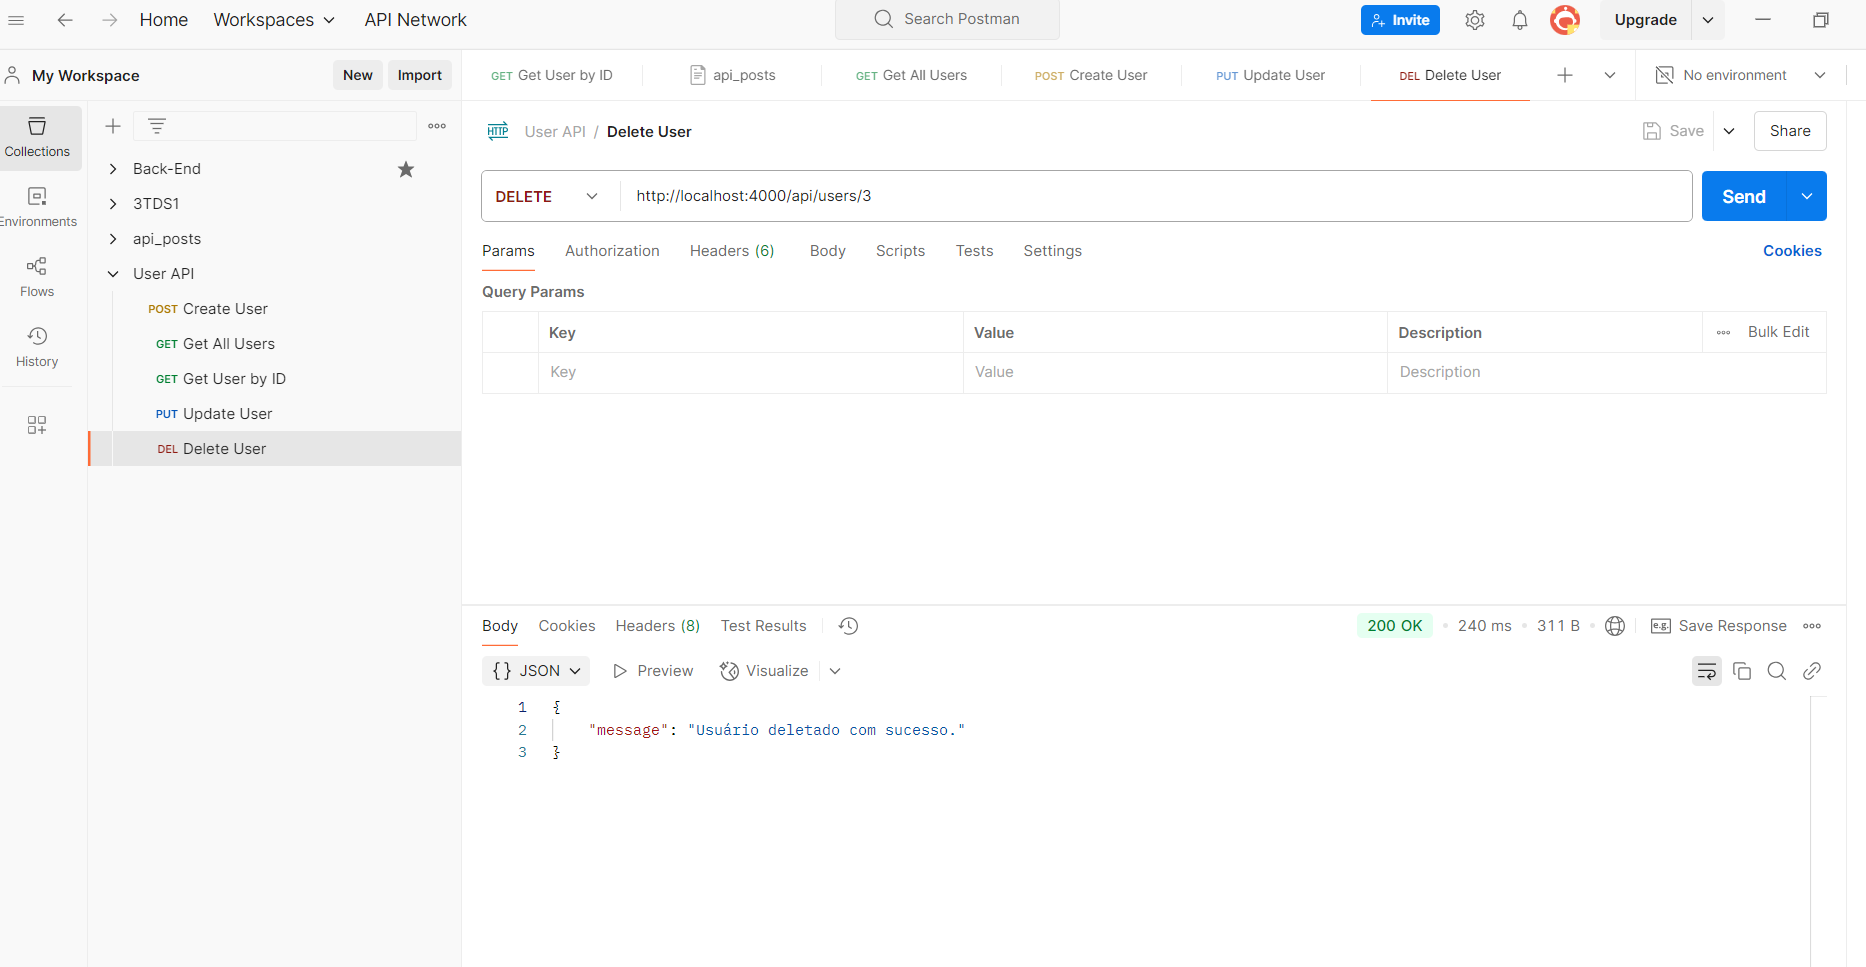 Home Workspaces API Network Search Postman Invite Upgrade
My Workspace New Import
GET Get User by ID api_posts GET Get All Users POST Create User PUT Update User DEL Delete User No environment
Collections
Environments
Flows
History
Back-End
3TDS1
api_posts
User API
POST Create User
GET Get All Users
GET Get User by ID
PUT Update User
DEL Delete User
HTTP User API / Delete User Save Share
DELETE http://localhost:4000/api/users/3 Send
Params Authorization Headers (6) Body Scripts Tests Settings Cookies
Query Params
Key Value Description Bulk Edit
Key Value Description
Body Cookies Headers (8) Test Results 200 OK 240 ms 311 B e.g. Save Response
{} JSON Preview Visualize
1 {
2 "message": "Usuário deletado com sucesso."
3 }